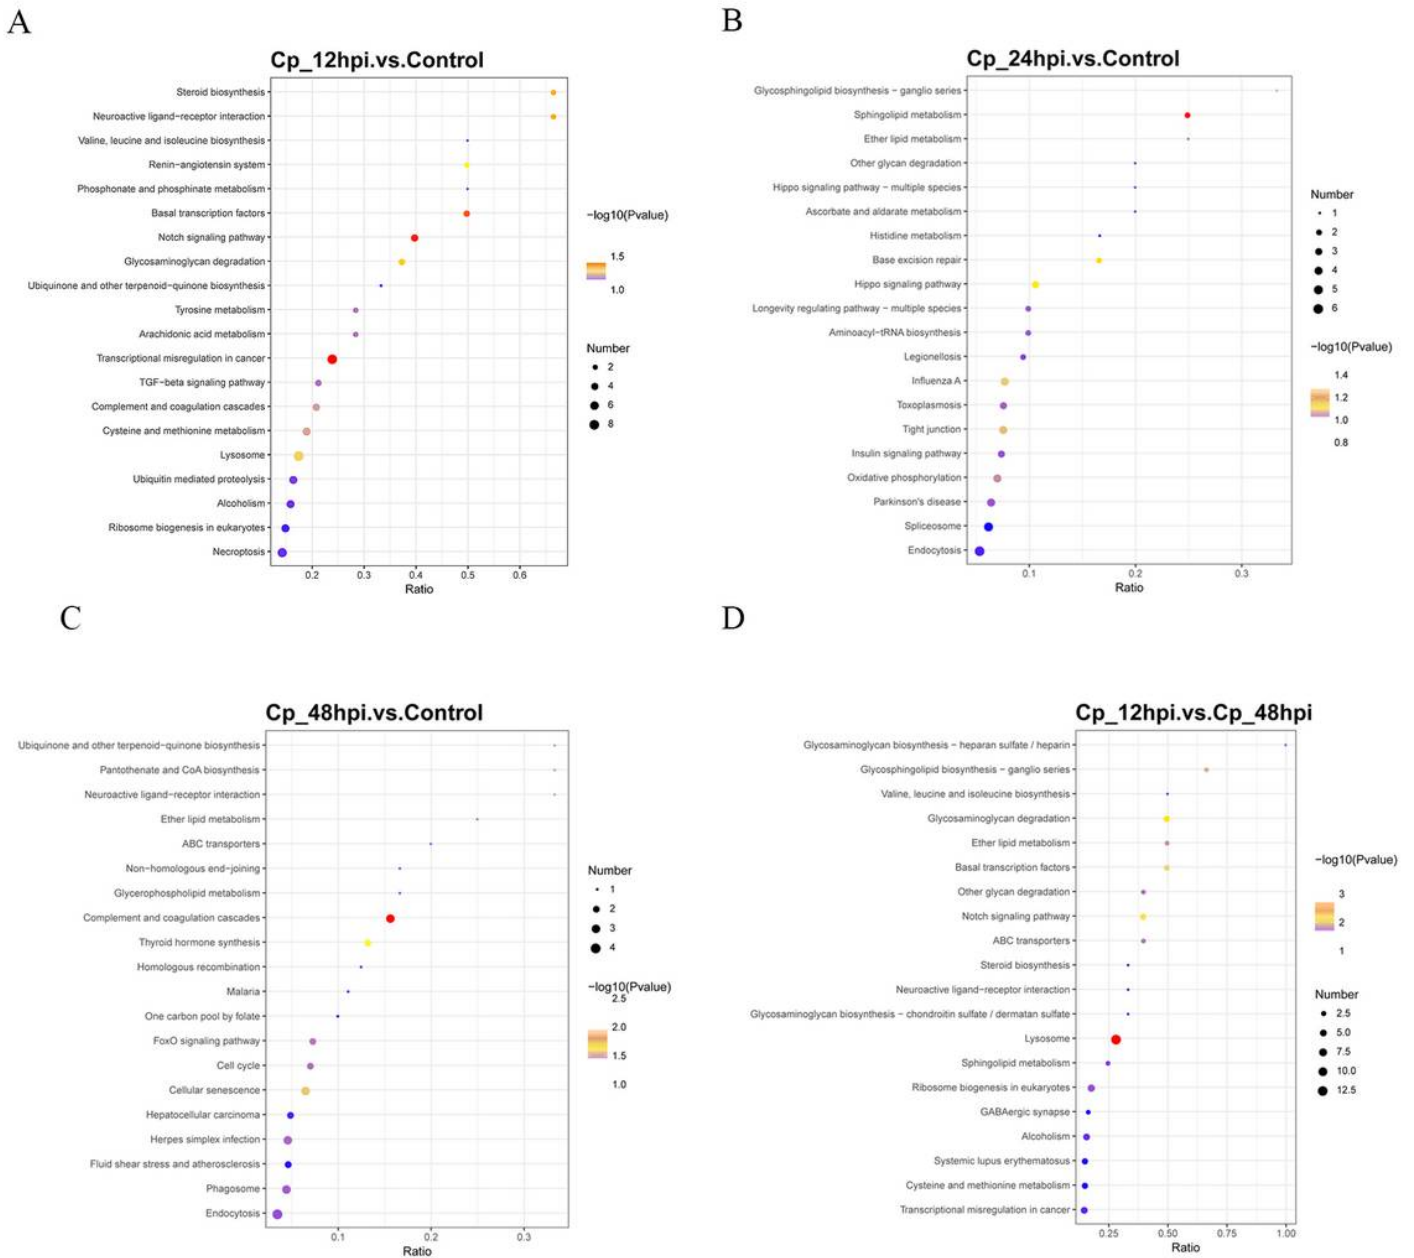 A
Cp_12hpi.vs.Control
Steroid biosynthesis
Neuroactive ligand−receptor interaction
Valine, leucine and isoleucine biosynthesis
Renin−angiotensin system
Phosphonate and phosphinate metabolism
Basal transcription factors
Notch signaling pathway
Glycosaminoglycan degradation
Ubiquinone and other terpenoid−quinone biosynthesis
Tyrosine metabolism
Arachidonic acid metabolism
Transcriptional misregulation in cancer
TGF−beta signaling pathway
Complement and coagulation cascades
Cysteine and methionine metabolism
Lysosome
Ubiquitin mediated proteolysis
Alcoholism
Ribosome biogenesis in eukaryotes
Necroptosis
0.2 0.3 0.4 0.5 0.6
Ratio
−log10(Pvalue)
1.5
1.0
Number
2
4
6
8
B
Cp_24hpi.vs.Control
Glycosphingolipid biosynthesis − ganglio series
Sphingolipid metabolism
Ether lipid metabolism
Other glycan degradation
Hippo signaling pathway − multiple species
Ascorbate and aldarate metabolism
Histidine metabolism
Base excision repair
Hippo signaling pathway
Longevity regulating pathway − multiple species
Aminoacyl−tRNA biosynthesis
Legionellosis
Influenza A
Toxoplasmosis
Tight junction
Insulin signaling pathway
Oxidative phosphorylation
Parkinson's disease
Spliceosome
Endocytosis
0.1 0.2 0.3
Ratio
Number
1
2
3
4
5
6
−log10(Pvalue)
1.4
1.2
1.0
0.8
C
Cp_48hpi.vs.Control
Ubiquinone and other terpenoid−quinone biosynthesis
Pantothenate and CoA biosynthesis
Neuroactive ligand−receptor interaction
Ether lipid metabolism
ABC transporters
Non−homologous end−joining
Glycerophospholipid metabolism
Complement and coagulation cascades
Thyroid hormone synthesis
Homologous recombination
Malaria
One carbon pool by folate
FoxO signaling pathway
Cell cycle
Cellular senescence
Hepatocellular carcinoma
Herpes simplex infection
Fluid shear stress and atherosclerosis
Phagosome
Endocytosis
0.1 0.2 0.3
Ratio
Number
1
2
3
4
−log10(Pvalue)
2.5
2.0
1.5
1.0
D
Cp_12hpi.vs.Cp_48hpi
Glycosaminoglycan biosynthesis − heparan sulfate / heparin
Glycosphingolipid biosynthesis − ganglio series
Valine, leucine and isoleucine biosynthesis
Glycosaminoglycan degradation
Ether lipid metabolism
Basal transcription factors
Other glycan degradation
Notch signaling pathway
ABC transporters
Steroid biosynthesis
Neuroactive ligand−receptor interaction
Glycosaminoglycan biosynthesis − chondroitin sulfate / dermatan sulfate
Lysosome
Sphingolipid metabolism
Ribosome biogenesis in eukaryotes
GABAergic synapse
Alcoholism
Systemic lupus erythematosus
Cysteine and methionine metabolism
Transcriptional misregulation in cancer
0.25 0.50 0.75 1.00
Ratio
−log10(Pvalue)
3
2
1
Number
2.5
5.0
7.5
10.0
12.5